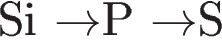 Si → P → S